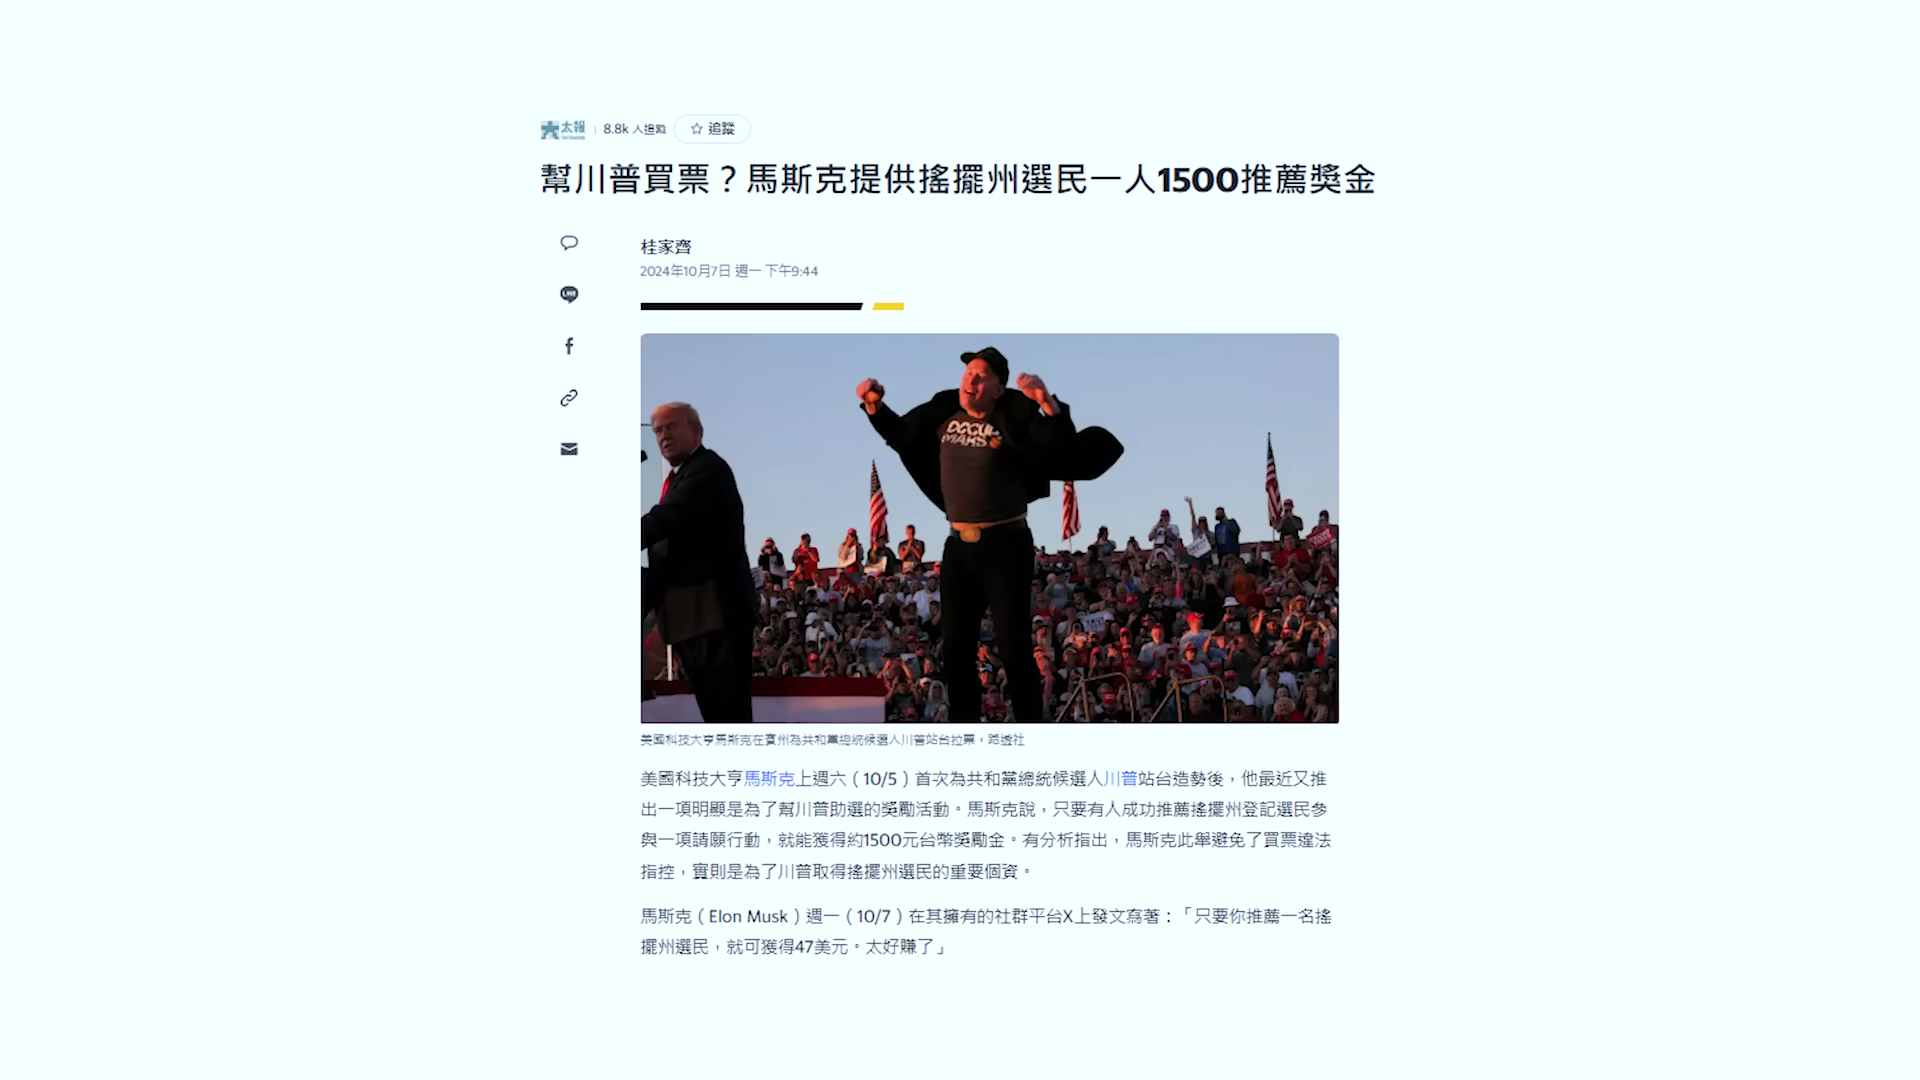 太報 | 8.8k 人追蹤 追蹤
幫川普買票？馬斯克提供搖擺州選民一人1500推薦獎金
桂家齊
2024年10月7日 週一 下午9:44
LINE
OCCUPY
MARS
美國科技大亨馬斯克在賓州為共和黨總統候選人川普站台拉票。路透社
美國科技大亨馬斯克上週六（10/5）首次為共和黨總統候選人川普站台造勢後，他最近又推
出一項明顯是為了幫川普助選的獎勵活動。馬斯克說，只要有人成功推薦搖擺州登記選民參
與一項請願行動，就能獲得約1500元台幣獎勵金。有分析指出，馬斯克此舉避免了買票違法
指控，實則是為了川普取得搖擺州選民的重要個資。
馬斯克（Elon Musk）週一（10/7）在其擁有的社群平台X上發文寫著：「只要你推薦一名搖
擺州選民，就可獲得47美元。太好賺了」